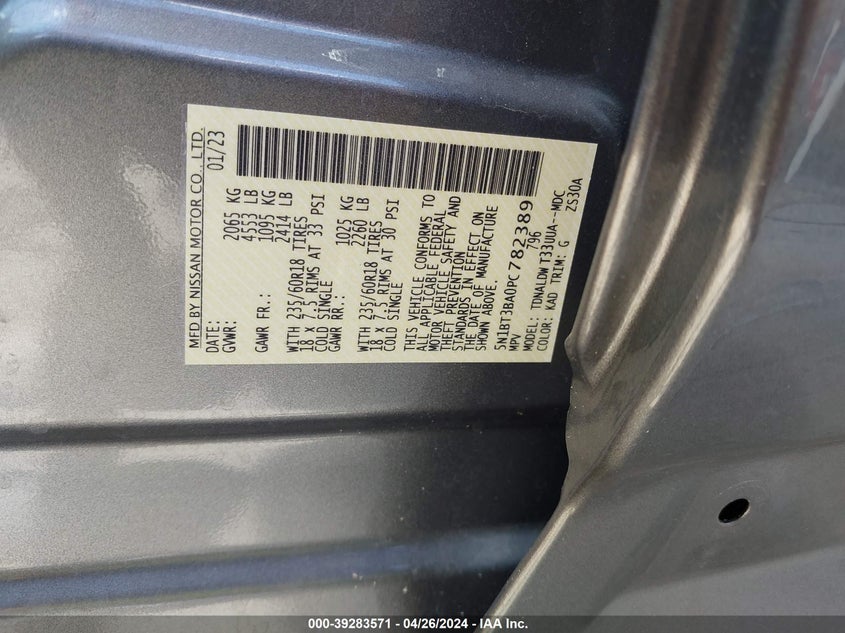 MFD BY NISSAN MOTOR CO., LTD.
DATE: 01/23
GVWR: 2065 KG
4553 LB
GAWR FR.: 1095 KG
2414 LB
WITH 235/60R18 TIRES
18 X 7.5 RIMS AT 33 PSI
COLD SINGLE
GAWR RR.: 1025 KG
2260 LB
WITH 235/60R18 TIRES
18 X 7.5 RIMS AT 30 PSI
COLD SINGLE
THIS VEHICLE CONFORMS TO
ALL APPLICABLE FEDERAL
MOTOR VEHICLE SAFETY AND
THEFT PREVENTION
STANDARDS IN EFFECT ON
THE DATE OF MANUFACTURE
SHOWN ABOVE.
5N1BT3BA0PC782389
MPV 796
MODEL: TDNALDW T33UUA--MDC
COLOR: KAD TRIM: G ZS30A
000-39283571 - 04/26/2024 - IAA Inc.